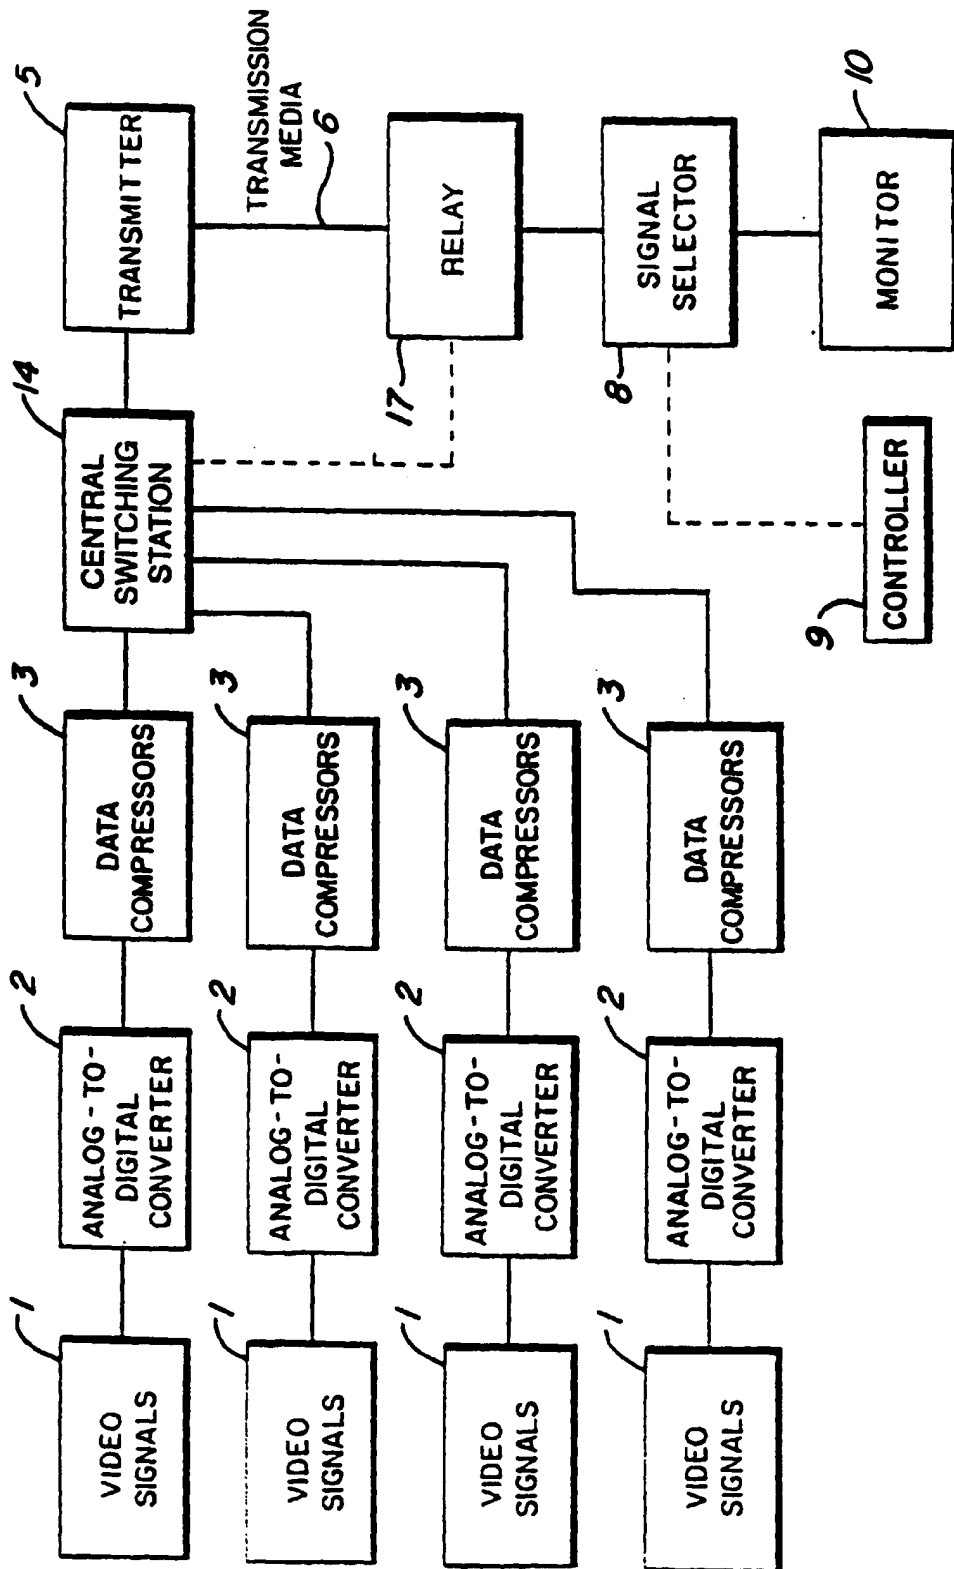 1
VIDEO
SIGNALS
2
ANALOG-TO-
DIGITAL
CONVERTER
3
DATA
COMPRESSORS
14
CENTRAL
SWITCHING
STATION
5
TRANSMITTER
1
VIDEO
SIGNALS
2
ANALOG-TO-
DIGITAL
CONVERTER
3
DATA
COMPRESSORS
TRANSMISSION
MEDIA
6
1
VIDEO
SIGNALS
2
ANALOG-TO-
DIGITAL
CONVERTER
3
DATA
COMPRESSORS
17
RELAY
1
VIDEO
SIGNALS
2
ANALOG-TO-
DIGITAL
CONVERTER
3
DATA
COMPRESSORS
8
SIGNAL
SELECTOR
9
CONTROLLER
10
MONITOR